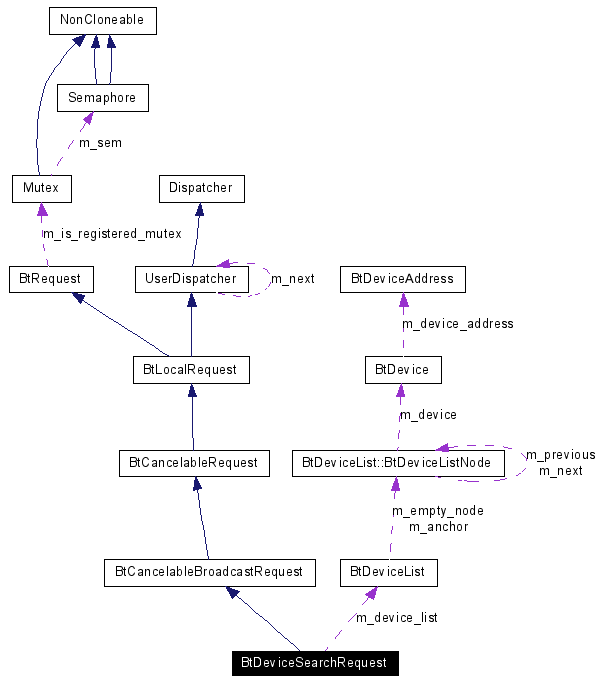 NonCloneable
Semaphore
m_sem
Mutex
Dispatcher
m_is_registered_mutex
BtRequest
UserDispatcher
m_next
BtDeviceAddress
m_device_address
BtLocalRequest
BtDevice
m_device
BtCancelableRequest
BtDeviceList::BtDeviceListNode
m_previous
m_next
m_empty_node
m_anchor
BtCancelableBroadcastRequest
BtDeviceList
m_device_list
BtDeviceSearchRequest